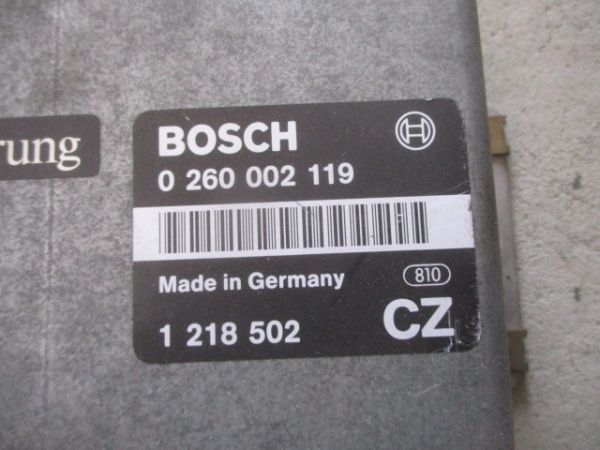 rung
BOSCH
0 260 002 119
Made in Germany 810
1 218 502 CZ